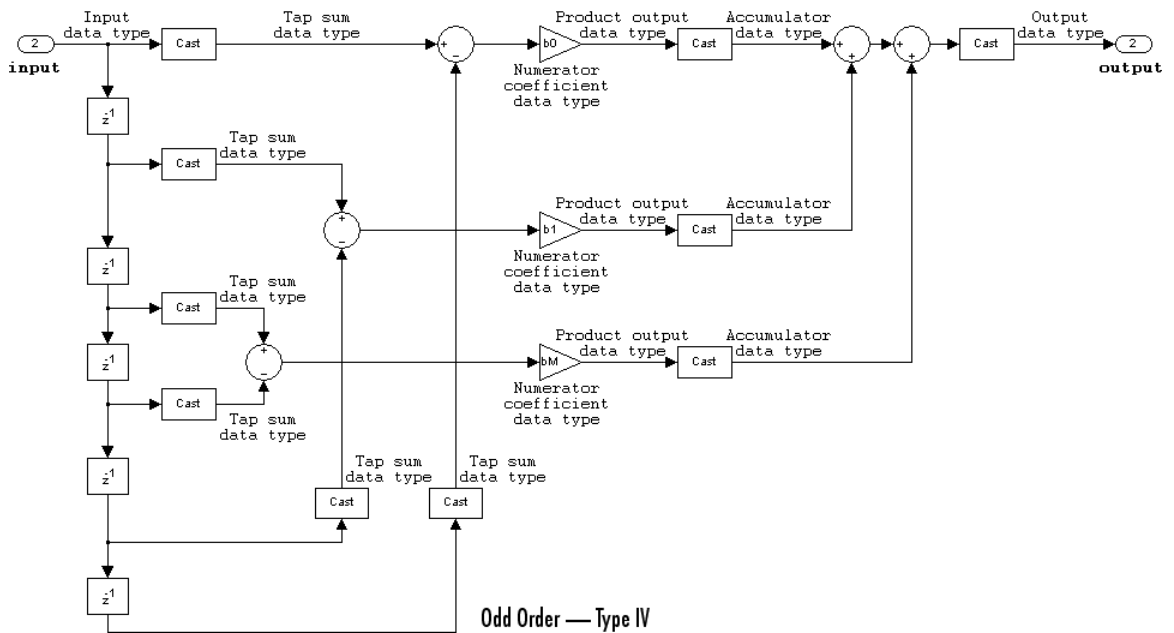 Input
data type
2
input
Cast
Tap sum
data type
+
−
b0
Numerator
coefficient
data type
Product output
data type
Cast
Accumulator
data type
+
+
+
+
Cast
Output
data type
2
output
z-1
Cast
Tap sum
data type
+
−
b1
Numerator
coefficient
data type
Product output
data type
Cast
Accumulator
data type
z-1
Cast
Tap sum
data type
+
−
bM
Numerator
coefficient
data type
Product output
data type
Cast
Accumulator
data type
z-1
Cast
Tap sum
data type
z-1
Tap sum
data type
Cast
Tap sum
data type
Cast
z-1
Odd Order — Type IV